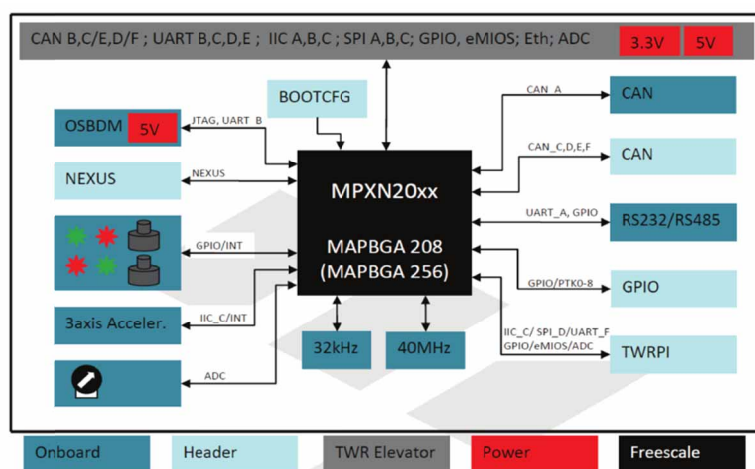 CAN B,C/E,D/F ; UART B,C,D,E ; IIC A,B,C ; SPI A,B,C; GPIO, eMIOS; Eth; ADC
3.3V
5V
BOOTCFG
CAN_A
CAN
OSBDM
5V
JTAG, UART_B
CAN_C,D,E,F
CAN
NEXUS
NEXUS
MPXN20xx
MAPBGA 208
(MAPBGA 256)
UART_A, GPIO
RS232/RS485
GPIO/INT
GPIO/PTK0-8
GPIO
3axis Acceler.
IIC_C/INT
32kHz
40MHz
IIC_C/ SPI_D/UART_F
GPIO/eMIOS/ADC
TWRPI
ADC
Onboard
Header
TWR Elevator
Power
Freescale